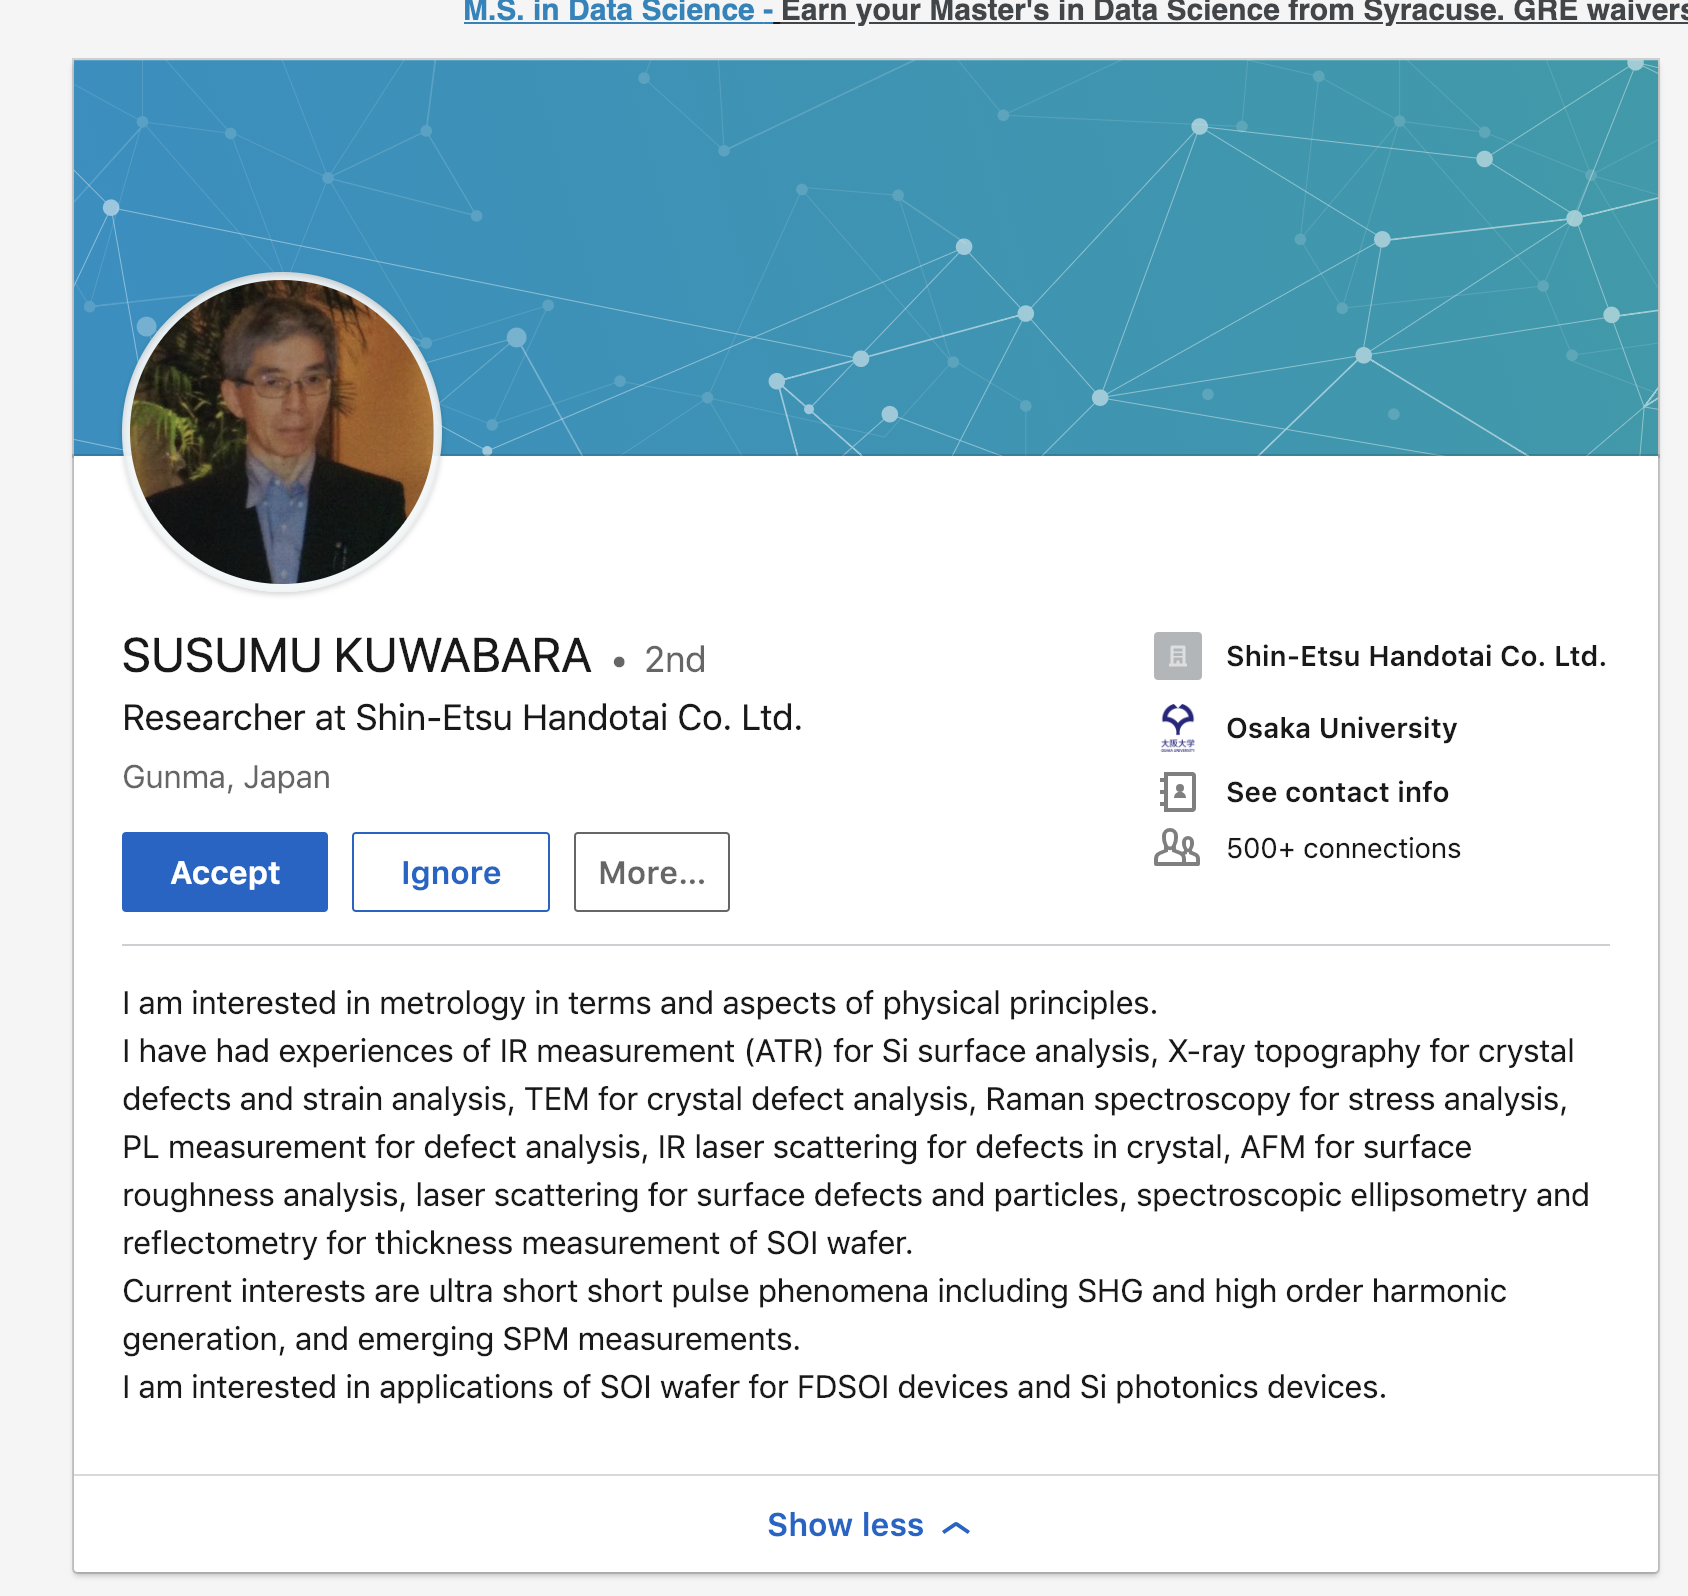 M.S. in Data Science - Earn your Master's in Data Science from Syracuse. GRE waivers
SUSUMU KUWABARA • 2nd
Researcher at Shin-Etsu Handotai Co. Ltd.
Gunma, Japan
Accept
Ignore
More...
Shin-Etsu Handotai Co. Ltd.
大阪大学
OSAKA UNIVERSITY
Osaka University
See contact info
500+ connections
I am interested in metrology in terms and aspects of physical principles.
I have had experiences of IR measurement (ATR) for Si surface analysis, X-ray topography for crystal
defects and strain analysis, TEM for crystal defect analysis, Raman spectroscopy for stress analysis,
PL measurement for defect analysis, IR laser scattering for defects in crystal, AFM for surface
roughness analysis, laser scattering for surface defects and particles, spectroscopic ellipsometry and
reflectometry for thickness measurement of SOI wafer.
Current interests are ultra short short pulse phenomena including SHG and high order harmonic
generation, and emerging SPM measurements.
I am interested in applications of SOI wafer for FDSOI devices and Si photonics devices.
Show less